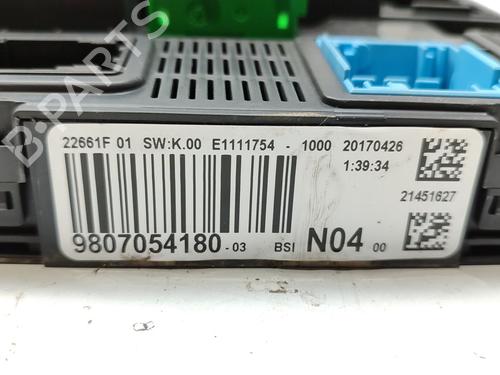 22661F 01 SW:K.00 E1111754 - 1000 20170426
1:39:34
21451627
9807054180-03 BSI N04 00
B-PARTS